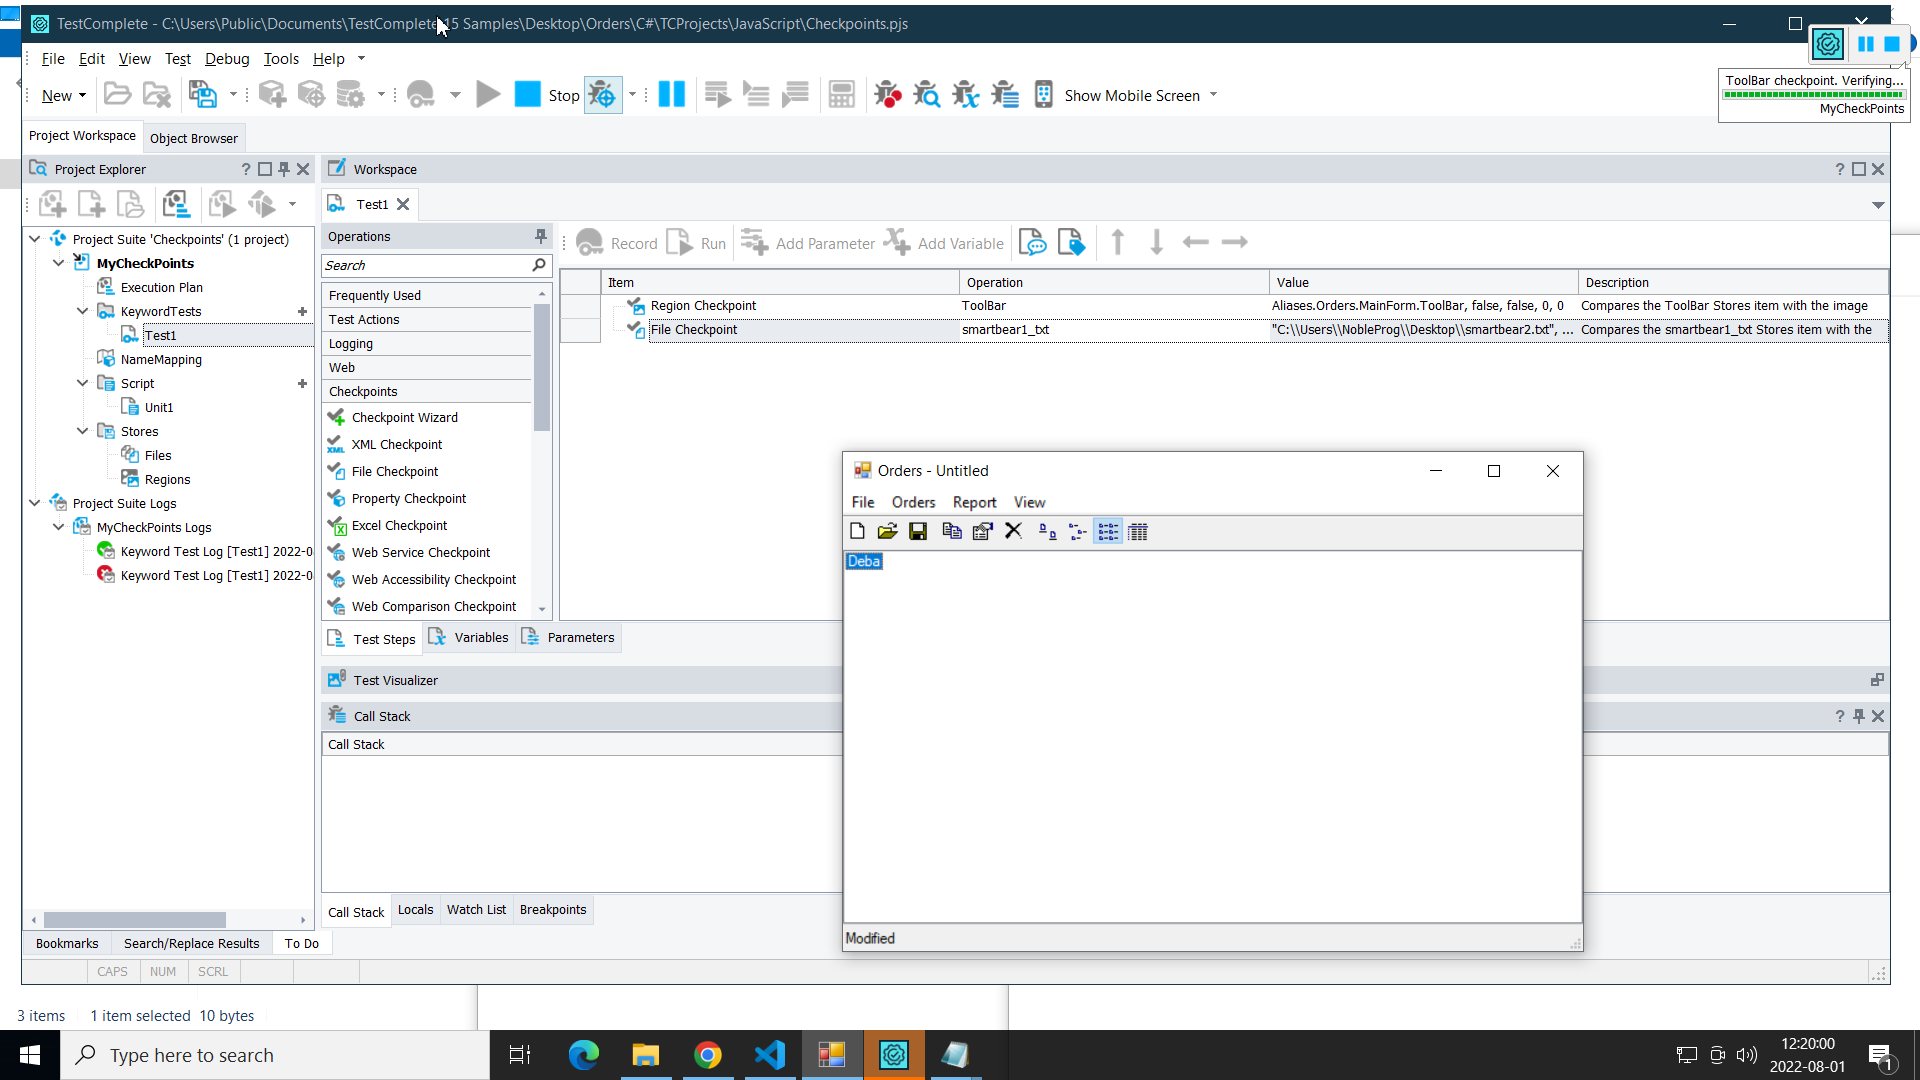 TestComplete - C:\Users\Public\Documents\TestComplete 15 Samples\Desktop\Orders\C#\TCProjects\JavaScript\Checkpoints.pjs
File Edit View Test Debug Tools Help
New Stop Show Mobile Screen
ToolBar checkpoint. Verifying...
MyCheckPoints
Project Workspace Object Browser
Project Explorer ?
Workspace ?
Test1
Project Suite 'Checkpoints' (1 project)
MyCheckPoints
Execution Plan
KeywordTests
Test1
NameMapping
Script
Unit1
Stores
Files
Regions
Project Suite Logs
MyCheckPoints Logs
Keyword Test Log [Test1] 2022-0
Keyword Test Log [Test1] 2022-0
Operations
Search
Frequently Used
Test Actions
Logging
Web
Checkpoints
Checkpoint Wizard
XML Checkpoint
File Checkpoint
Property Checkpoint
Excel Checkpoint
Web Service Checkpoint
Web Accessibility Checkpoint
Web Comparison Checkpoint
Record Run Add Parameter Add Variable
Item Operation Value Description
Region Checkpoint ToolBar Aliases.Orders.MainForm.ToolBar, false, false, 0, 0 Compares the ToolBar Stores item with the image
File Checkpoint smartbear1_txt "C:\\Users\\NobleProg\\Desktop\\smartbear2.txt", ... Compares the smartbear1_txt Stores item with the
Test Steps Variables Parameters
Test Visualizer
Call Stack ?
Call Stack
Call Stack Locals Watch List Breakpoints
Orders - Untitled
File Orders Report View
Deba
Modified
Bookmarks Search/Replace Results To Do
CAPS NUM SCRL
3 items 1 item selected 10 bytes
Type here to search
12:20:00
2022-08-01
1